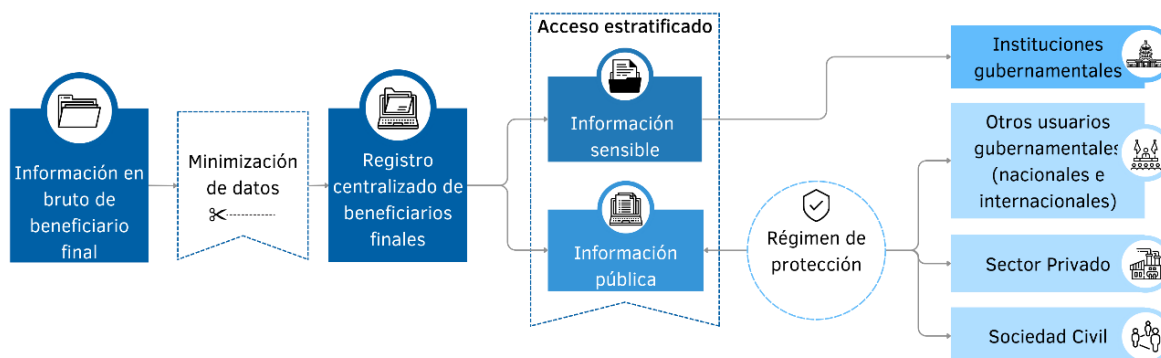 Información en
bruto de
beneficiario
final
Minimización
de datos
Registro
centralizado de
beneficiarios
finales
Acceso estratificado
Información
sensible
Información
pública
Régimen de
protección
Instituciones
gubernamentales
Otros usuarios
gubernamentales
(nacionales e
internacionales)
Sector Privado
Sociedad Civil